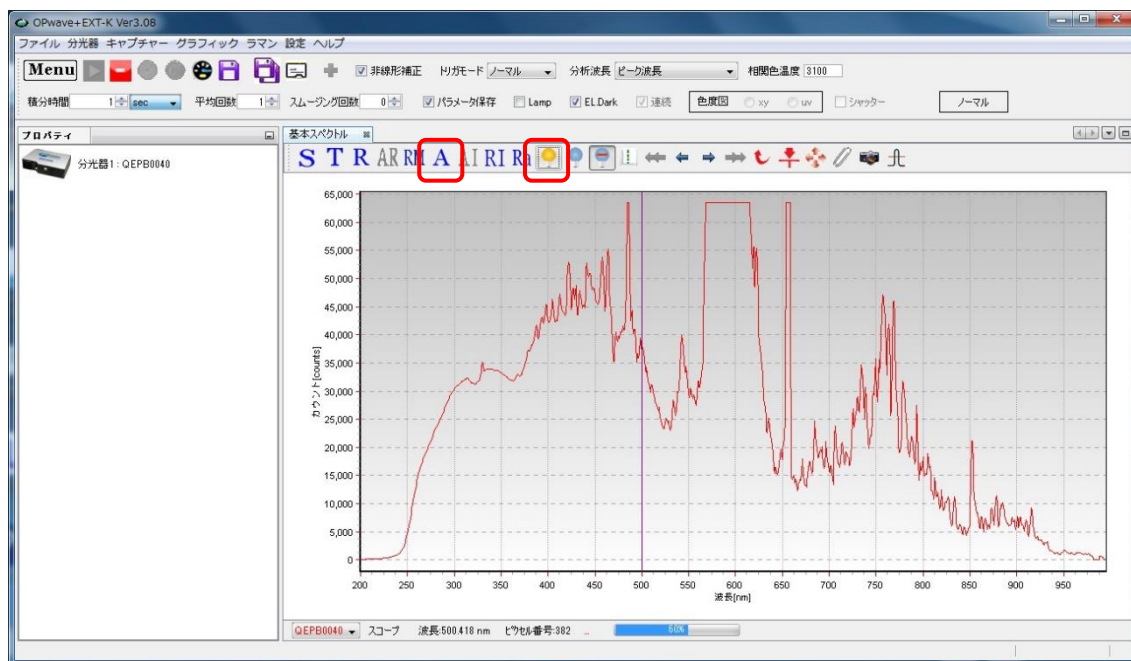 OPwave+EXT-K Ver3.08
ファイル 分光器 キャプチャー グラフィック ラマン 設定 ヘルプ
Menu 非線形補正 トリガモード ノーマル 分析波長 ピーク波長 相関色温度 3100
積分時間 1 sec 平均回数 1 スムージング回数 0 パラメータ保存 Lamp EL.Dark 連続 色度図 xy uv シャッター ノーマル
プロパティ
基本スペクトル
分光器1 : QEPB0040
S T R AR RM A AI RI Ra
65,000
60,000
55,000
50,000
45,000
40,000
35,000
30,000
25,000
20,000
15,000
10,000
5,000
0
カウント[counts]
200 250 300 350 400 450 500 550 600 650 700 750 800 850 900 950
波長[nm]
QEPB0040 スコープ 波長:500.418 nm ピクセル番号:382 .. 60%